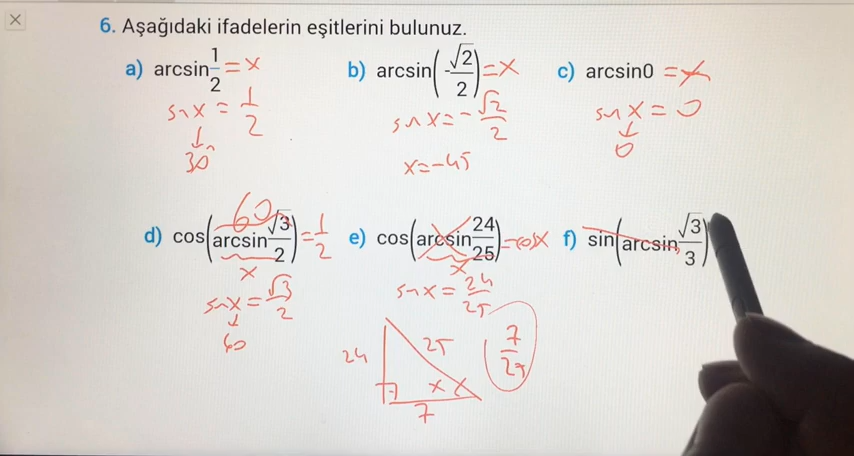 6. Aşağıdaki ifadelerin eşitlerini bulunuz.
a) arcsin 1/2 = x
sin x = 1/2
30°
b) arcsin(-√2/2) = x
sin x = -√2/2
x = -45
c) arcsin0 = x
sin x = 0
0
d) cos(arcsin √3/2) = 1/2
60
x
sin x = √3/2
60
e) cos(arcsin 24/25) = cosx
x
sin x = 24/25
24
25
x
7
7/25
f) sin(arcsin √3/3)